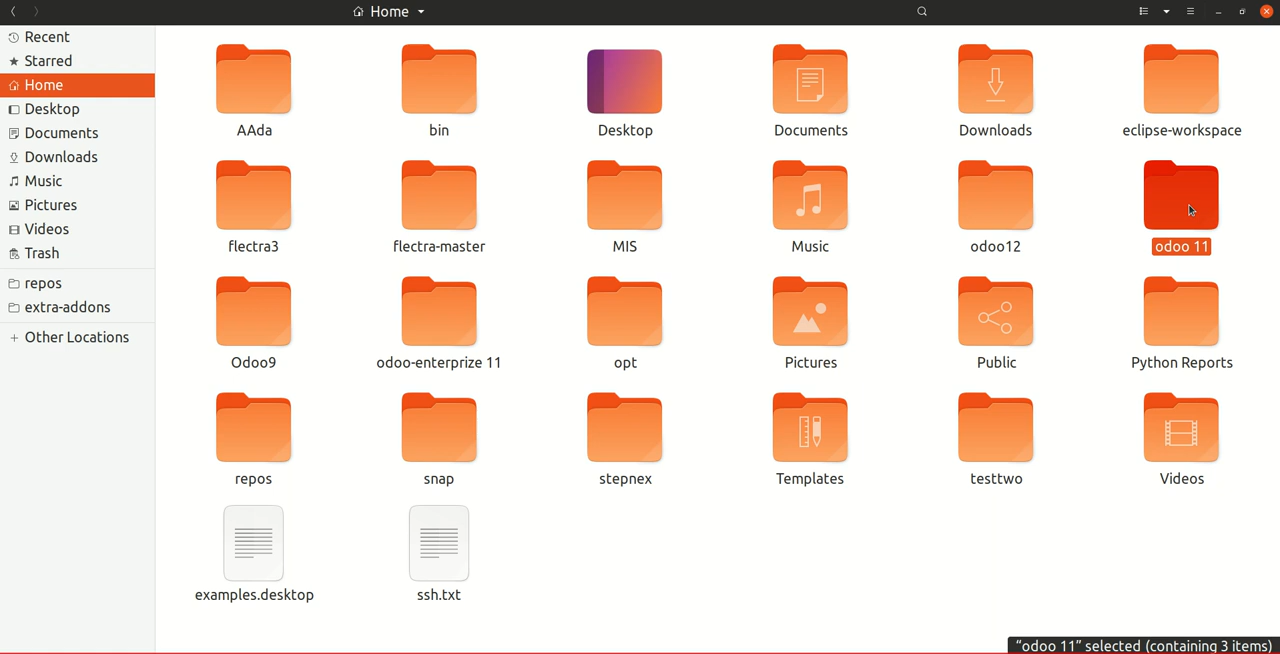 Home
Recent
Starred
Home
Desktop
Documents
Downloads
Music
Pictures
Videos
Trash
repos
extra-addons
Other Locations
AAda
bin
Desktop
Documents
Downloads
eclipse-workspace
flectra3
flectra-master
MIS
Music
odoo12
odoo 11
Odoo9
odoo-enterprize 11
opt
Pictures
Public
Python Reports
repos
snap
stepnex
Templates
testtwo
Videos
examples.desktop
ssh.txt
“odoo 11” selected (containing 3 items)